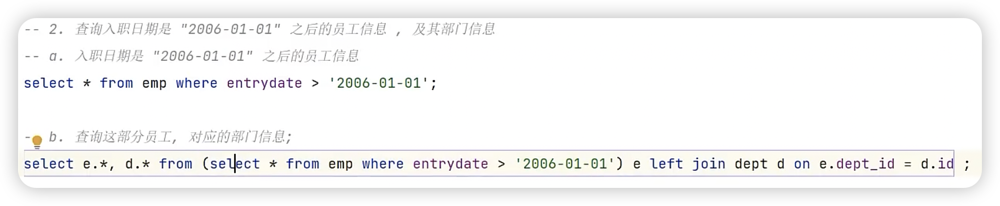 -- 2. 查询入职日期是 "2006-01-01" 之后的员工信息 , 及其部门信息
-- a. 入职日期是 "2006-01-01" 之后的员工信息
select * from emp where entrydate > '2006-01-01';
- b. 查询这部分员工, 对应的部门信息;
select e.*, d.* from (select * from emp where entrydate > '2006-01-01') e left join dept d on e.dept_id = d.id ;